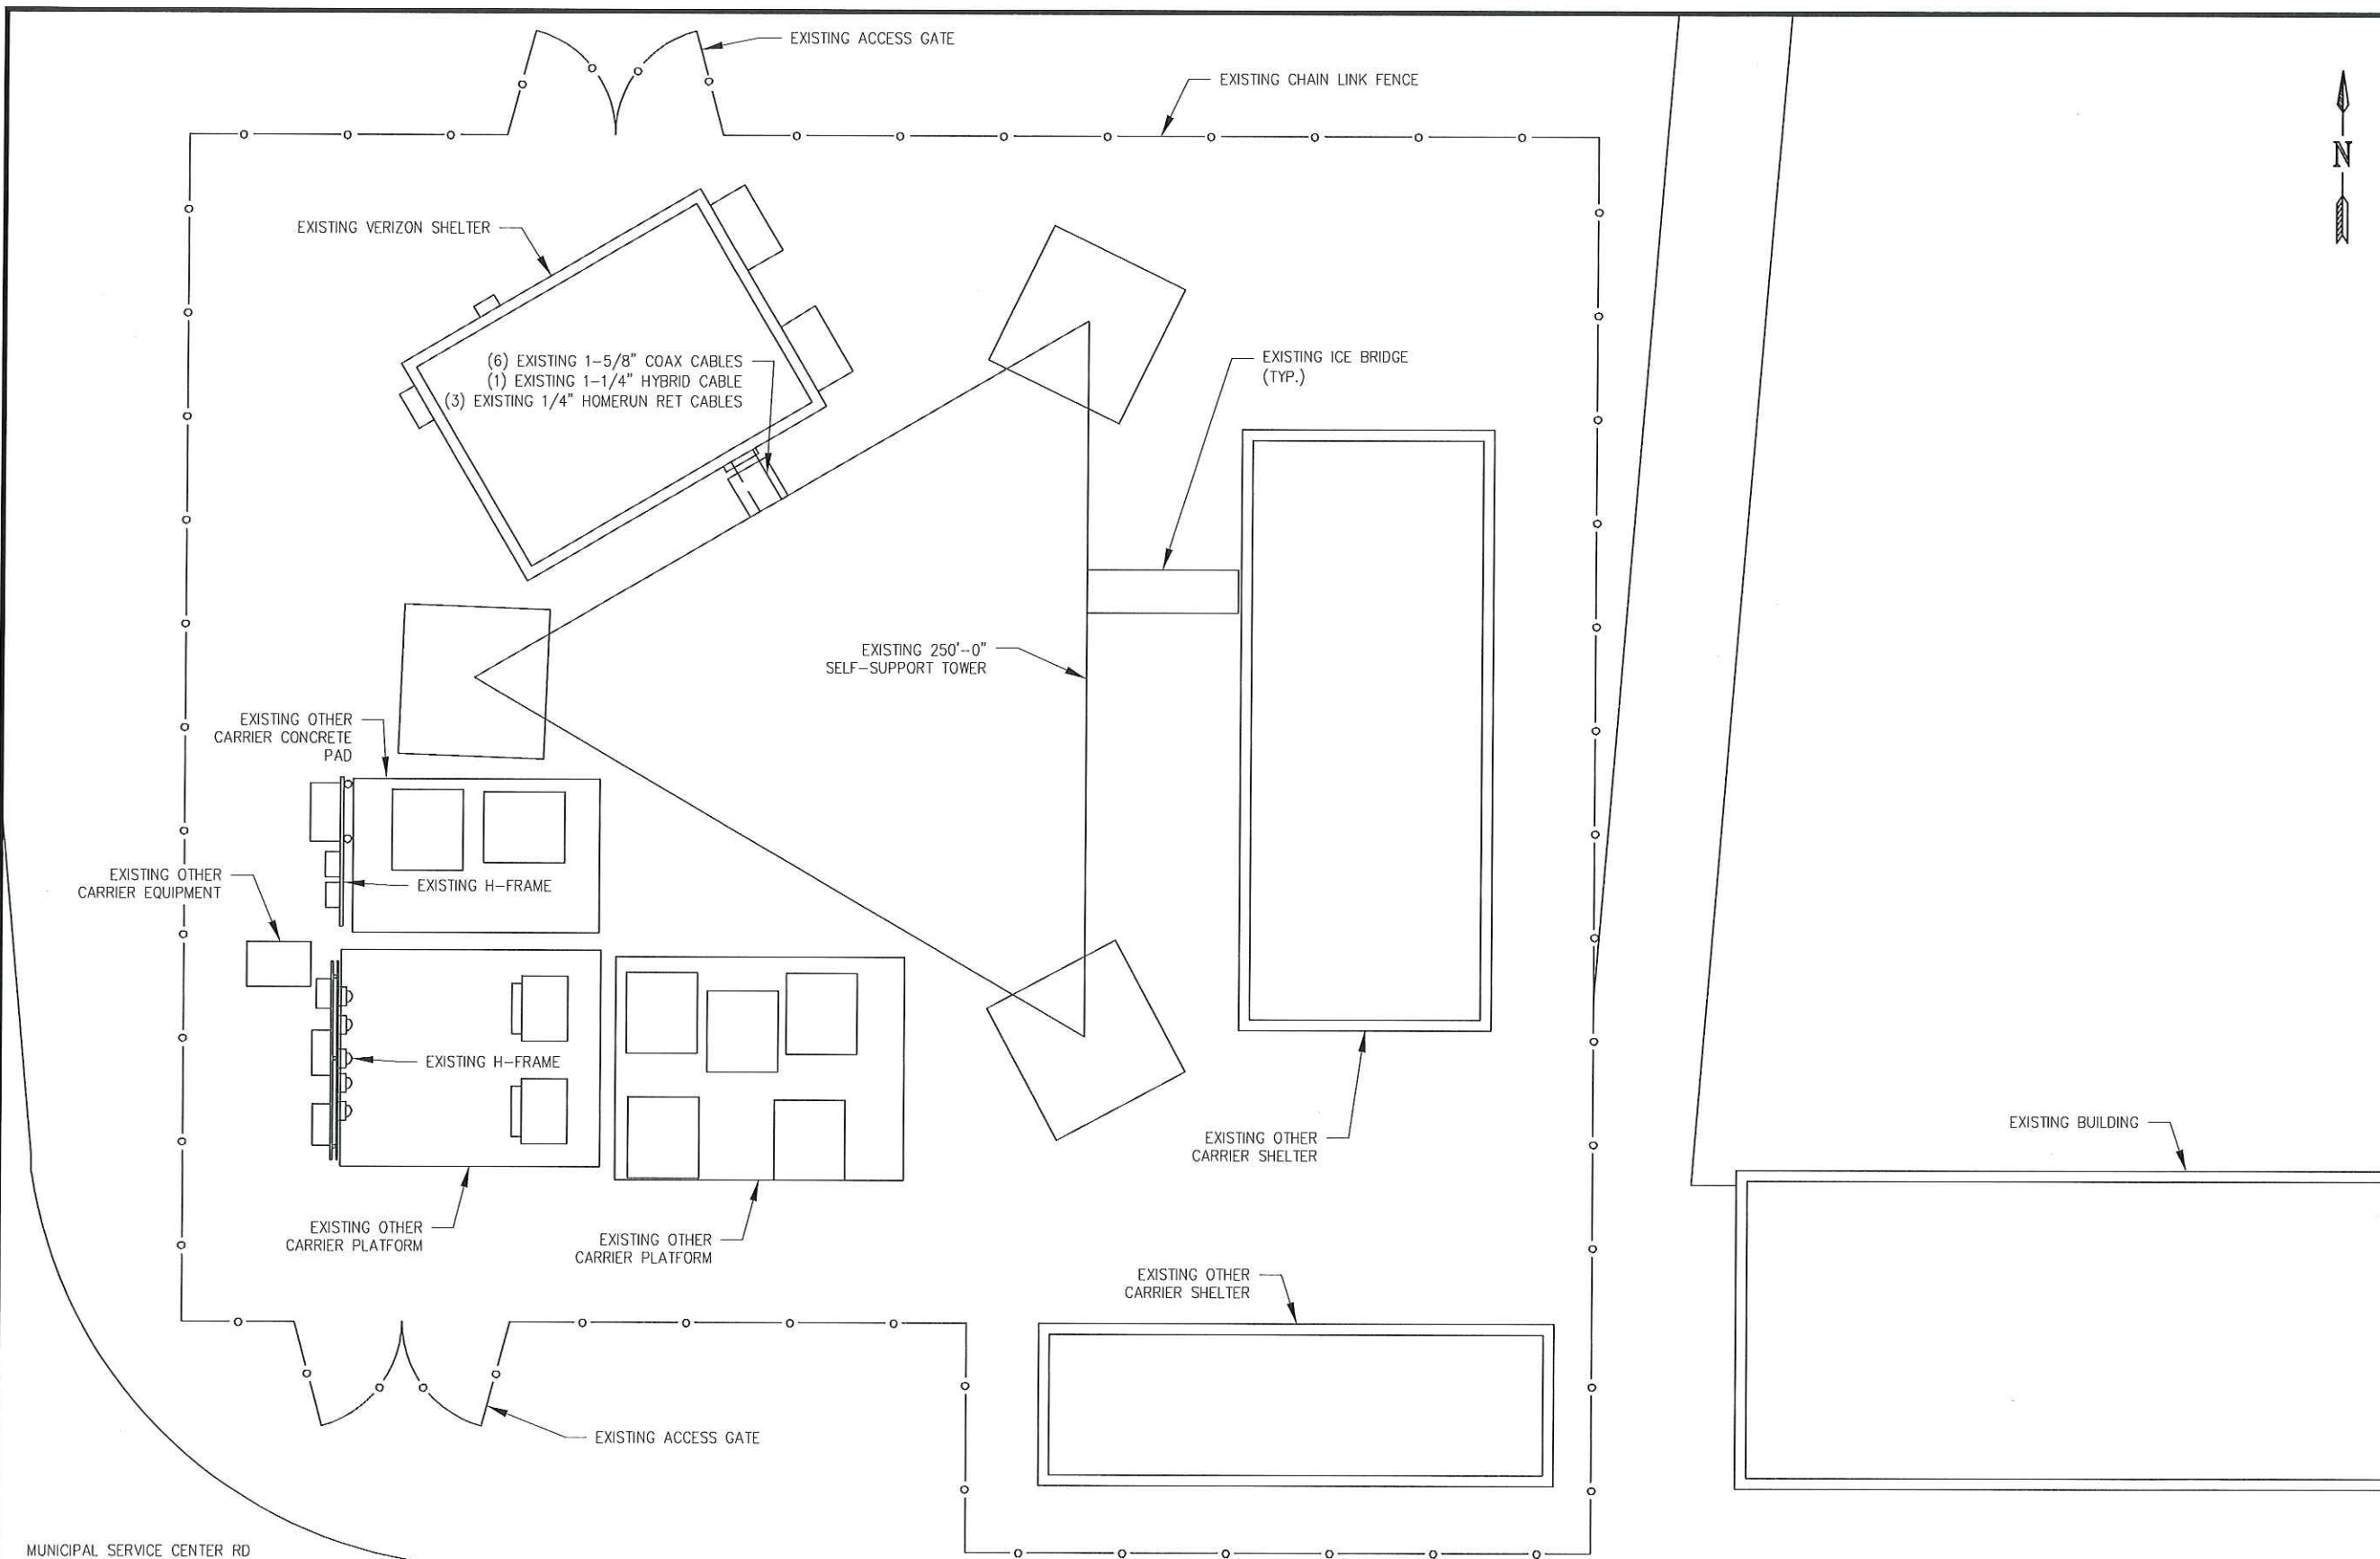 EXISTING ACCESS GATE
EXISTING CHAIN LINK FENCE
N
EXISTING VERIZON SHELTER
(6) EXISTING 1-5/8" COAX CABLES
(1) EXISTING 1-1/4" HYBRID CABLE
(3) EXISTING 1/4" HOMERUN RET CABLES
EXISTING ICE BRIDGE
(TYP.)
EXISTING 250'-0"
SELF-SUPPORT TOWER
EXISTING OTHER
CARRIER CONCRETE
PAD
EXISTING OTHER
CARRIER EQUIPMENT
EXISTING H-FRAME
EXISTING H-FRAME
EXISTING OTHER
CARRIER SHELTER
EXISTING BUILDING
EXISTING OTHER
CARRIER PLATFORM
EXISTING OTHER
CARRIER PLATFORM
EXISTING OTHER
CARRIER SHELTER
EXISTING ACCESS GATE
MUNICIPAL SERVICE CENTER RD